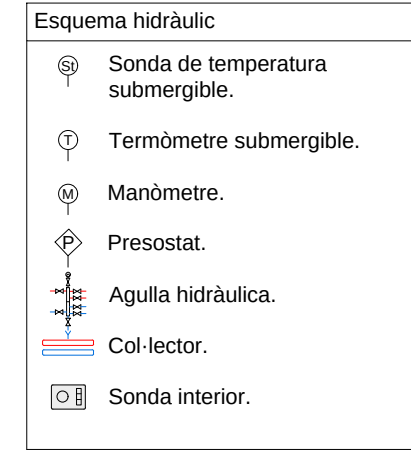 Esquema hidràulic
St Sonda de temperatura
submergible.
T Termòmetre submergible.
M Manòmetre.
P Presostat.
Agulla hidràulica.
Col·lector.
Sonda interior.